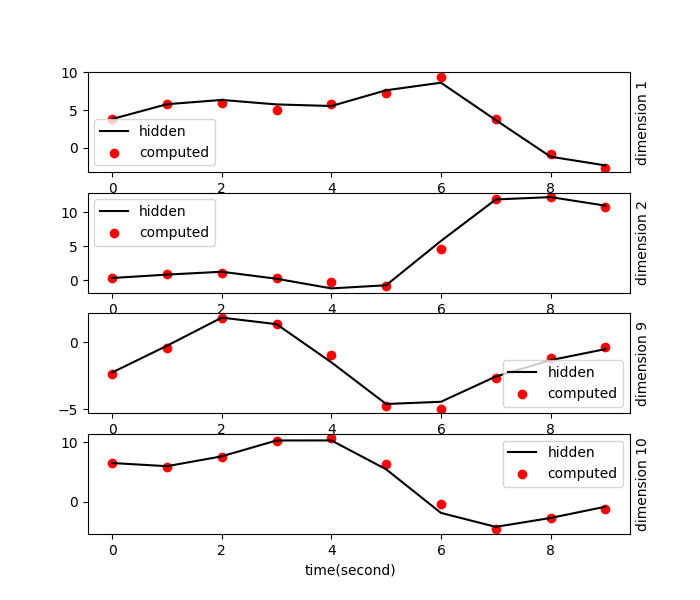 10
5
0
hidden
computed
dimension 1
0 2 4 6 8
10
5
0
hidden
computed
dimension 2
0 2 4 6 8
0
−5
hidden
computed
dimension 9
0 2 4 6 8
10
0
hidden
computed
dimension 10
0 2 4 6 8
time(second)